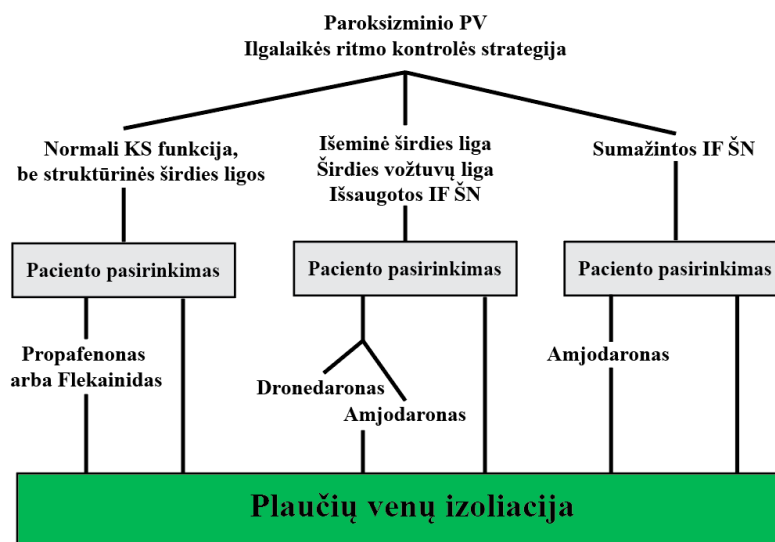 Paroksizminio PV
Ilgalaikės ritmo kontrolės strategija
Normali KS funkcija,
be struktūrinės širdies ligos
Išeminė širdies liga
Širdies vožtuvų liga
Išsaugotos IF ŠN
Sumažintos IF ŠN
Paciento pasirinkimas
Paciento pasirinkimas
Paciento pasirinkimas
Propafenonas
arba Flekainidas
Dronedaronas
Amjodaronas
Amjodaronas
Plaučių venų izoliacija